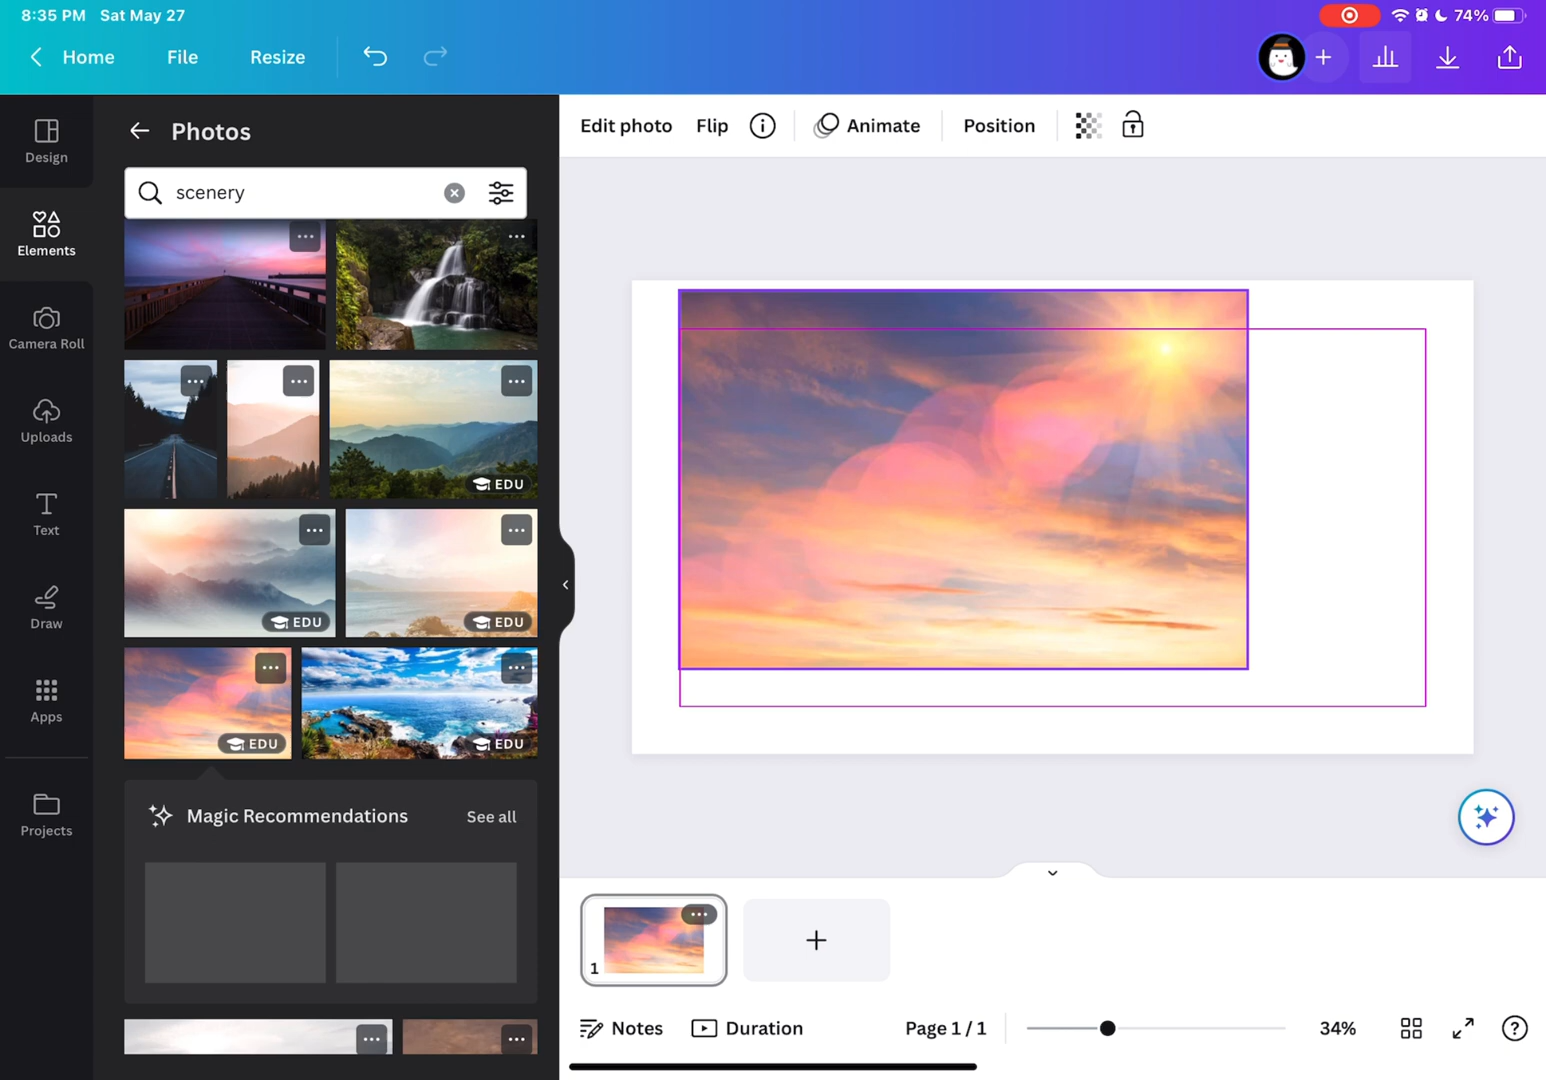 8:35 PM Sat May 27
74%
Home
File
Resize
Design
Elements
Camera Roll
Uploads
Text
Draw
Apps
Projects
Photos
scenery
EDU
EDU
EDU
EDU
EDU
Magic Recommendations
See all
Edit photo
Flip
Animate
Position
1
Notes
Duration
Page 1 / 1
34%